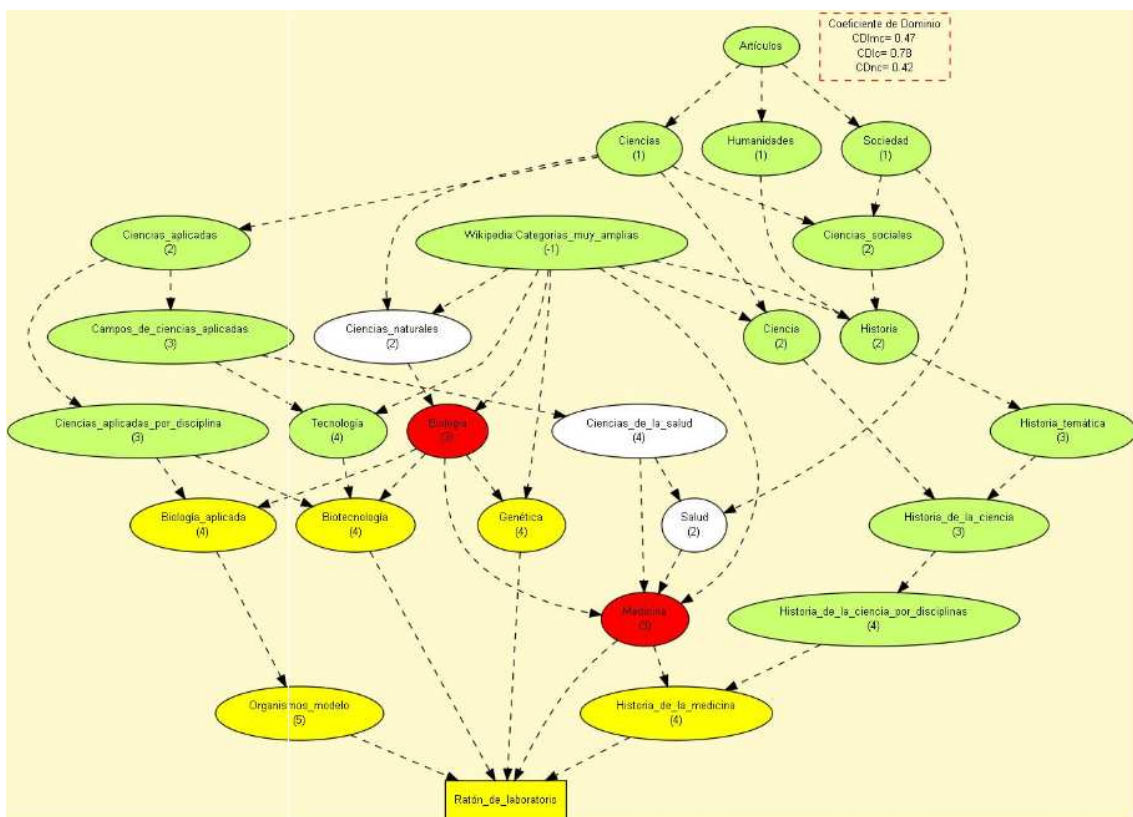 Coeficiente de Dominio
CDlmc= 0.47
CDlc= 0.78
CDnc= 0.42
Artículos
Ciencias
(1)
Humanidades
(1)
Sociedad
(1)
Ciencias_aplicadas
(2)
Wikipedia:Categorías_muy_amplias
(-1)
Ciencias_sociales
(2)
Campos_de_ciencias_aplicadas
(3)
Ciencias_naturales
(2)
Ciencia
(2)
Historia
(2)
Ciencias_aplicadas_por_disciplina
(3)
Tecnología
(4)
Biología
(3)
Ciencias_de_la_salud
(4)
Historia_temática
(3)
Biología_aplicada
(4)
Biotecnología
(4)
Genética
(4)
Salud
(2)
Historia_de_la_ciencia
(3)
Medicina
(3)
Historia_de_la_ciencia_por_disciplinas
(4)
Organismos_modelo
(5)
Historia_de_la_medicina
(4)
Ratón_de_laboratorio